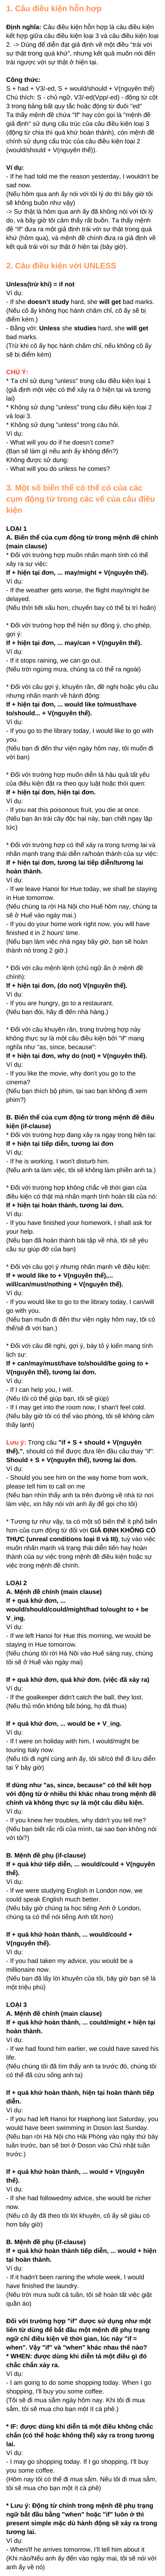 1. Câu điều kiện hỗn hợp
Định nghĩa: Câu điều kiện hỗn hợp là câu điều kiện
kết hợp giữa câu điều kiện loại 3 và câu điều kiện loại
2. -> Dùng để diễn đạt giả định về một điều "trái với
sự thật trong quá khứ", nhưng kết quả muốn nói đến
trái ngược với sự thật ở hiện tại.
Công thức:
S + had + V3/-ed, S + would/should + V(nguyên thể)
Chú thích: S - chủ ngữ, V3/-ed (Vpp/-ed) - động từ cột
3 trong bảng bất quy tắc hoặc động từ đuôi "ed"
Ta thấy mệnh đề chứa "If" hay còn gọi là "mệnh đề
giả định" sử dụng cấu trúc của câu điều kiện loại 3
(động từ chia thì quá khứ hoàn thành), còn mệnh đề
chính sử dụng cấu trúc của câu điều kiện loại 2
(would/should + V(nguyên thể)).
Ví dụ:
- If he had told me the reason yesterday, I wouldn't be
sad now.
(Nếu hôm qua anh ấy nói với tôi lý do thì bây giờ tôi
sẽ không buồn như vậy)
-> Sự thật là hôm qua anh ấy đã không nói với tôi lý
do, và bây giờ tôi cảm thấy rất buồn. Ta thấy mệnh
đề “If” đưa ra một giả định trái với sự thực trong quá
khứ (hôm qua), và mệnh đề chính đưa ra giả định về
kết quả trái với sự thật ở hiện tại (bây giờ).
2. Câu điều kiện với UNLESS
Unless(trừ khi) = if not
Ví dụ:
- If she doesn’t study hard, she will get bad marks.
(Nếu cô ấy không học hành chăm chỉ, cô ấy sẽ bị
điểm kém.)
- Bằng với: Unless she studies hard, she will get
bad marks.
(Trừ khi cô ấy học hành chăm chỉ, nếu không cô ấy
sẽ bị điểm kém)
CHÚ Ý:
* Ta chỉ sử dụng "unless" trong câu điều kiện loại 1
(giả định một việc có thể xảy ra ở hiện tại và tương
lai)
* Không sử dụng "unless" trong câu điều kiện loại 2
và loại 3.
* Không sử dụng "unless" trong câu hỏi.
Ví dụ:
- What will you do if he doesn’t come?
(Bạn sẽ làm gì nếu anh ấy không đến?)
Không được sử dụng:
- What will you do unless he comes?
3. Một số biến thể có thể có của các
cụm động từ trong các vế của câu điều
kiện
LOẠI 1
A. Biến thể của cụm động từ trong mệnh đề chính
(main clause)
* Đối với trường hợp muốn nhấn mạnh tính có thể
xảy ra sự việc:
If + hiện tại đơn, ... may/might + V(nguyên thể).
Ví dụ:
- If the weather gets worse, the flight may/might be
delayed.
(Nếu thời tiết xấu hơn, chuyến bay có thể bị trì hoãn)
* Đối với trường hợp thể hiện sự đồng ý, cho phép,
gợi ý:
If + hiện tại đơn, ... may/can + V(nguyên thể).
Ví dụ:
- If it stops raining, we can go out.
(Nếu trời ngừng mưa, chúng ta có thể ra ngoài)
* Đối với câu gợi ý, khuyên răn, đề nghị hoặc yêu cầu
nhưng nhấn mạnh về hành động:
If + hiện tại đơn, ... would like to/must/have
to/should... + V(nguyên thể).
Ví dụ:
- If you go to the library today, I would like to go with
you.
(Nếu bạn đi đến thư viện ngày hôm nay, tôi muốn đi
với bạn)
* Đối với trường hợp muốn diễn tả hậu quả tất yếu
của điều kiện đặt ra theo quy luật hoặc thói quen:
If + hiện tại đơn, hiện tại đơn.
Ví dụ:
- If you eat this poisonous fruit, you die at once.
(Nếu bạn ăn trái cây độc hại này, bạn chết ngay lập
tức)
* Đối với trường hợp có thể xảy ra trong tương lai và
nhấn mạnh trạng thái diễn ra/hoàn thành của sự việc:
If + hiện tại đơn, tương lai tiếp diễn/tương lai
hoàn thành.
Ví dụ:
- If we leave Hanoi for Hue today, we shall be staying
in Hue tomorrow.
(Nếu chúng ta rời Hà Nội cho Huế hôm nay, chúng ta
sẽ ở Huế vào ngày mai.)
- If you do your home work right now, you will have
finished it in 2 hours' time.
(Nếu bạn làm việc nhà ngay bây giờ, bạn sẽ hoàn
thành nó trong 2 giờ.)
* Đối với câu mệnh lệnh (chủ ngữ ẩn ở mệnh đề
chính):
If + hiện tại đơn, (do not) V(nguyên thể).
Ví dụ:
- If you are hungry, go to a restaurant.
(Nếu bạn đói, hãy đi đến nhà hàng.)
* Đối với câu khuyên răn, trong trường hợp này
không thực sự là một câu điều kiện bởi "if" mang
nghĩa như "as, since, because":
If + hiện tại đơn, why do (not) + V(nguyên thể).
Ví dụ:
- If you like the movie, why don't you go to the
cinema?
(Nếu bạn thích bộ phim, tại sao bạn không đi xem
phim?)
B. Biến thể của cụm động từ trong mệnh đề điều
kiện (if-clause)
* Đối với trường hợp đang xảy ra ngay trong hiện tại:
If + hiện tại tiếp diễn, tương lai đơn
Ví dụ:
- If he is working, I won't disturb him.
(Nếu anh ta làm việc, tôi sẽ không làm phiền anh ta.)
* Đối với trường hợp không chắc về thời gian của
điều kiện có thật mà nhấn mạnh tính hoàn tất của nó:
If + hiện tại hoàn thành, tương lai đơn.
Ví dụ:
- If you have finished your homework, I shall ask for
your help.
(Nếu bạn đã hoàn thành bài tập về nhà, tôi sẽ yêu
cầu sự giúp đỡ của bạn)
* Đối với câu gợi ý nhưng nhấn mạnh về điều kiện:
If + would like to + V(nguyên thể),...
will/can/must/nothing + V(nguyên thể).
Ví dụ:
- If you would like to go to the library today, I can/will
go with you.
(Nếu bạn muốn đi đến thư viện ngày hôm nay, tôi có
thể/sẽ đi với bạn.)
* Đối với câu đề nghị, gợi ý, bày tỏ ý kiến mang tính
lịch sự:
If + can/may/must/have to/should/be going to +
V(nguyên thể), tương lai đơn.
Ví dụ:
- If I can help you, I will.
(Nếu tôi có thể giúp bạn, tôi sẽ giúp)
- If I may get into the room now, I shan't feel cold.
(Nếu bây giờ tôi có thể vào phòng, tôi sẽ không cảm
thấy lạnh)
Lưu ý: Trong câu "if + S + should + V(nguyên
thể).", should có thể được đưa lên đầu câu thay "if":
Should + S + V(nguyên thể), tương lai đơn.
Ví dụ:
- Should you see him on the way home from work,
please tell him to call on me
(Nếu bạn nhìn thấy anh ta trên đường về nhà từ nơi
làm việc, xin hãy nói với anh ấy để gọi cho tôi)
* Tương tự như vậy, ta có một số biến thể ít phổ biến
hơn của cụm động từ đối với GIẢ ĐỊNH KHÔNG CÓ
THỰC (unreal conditions loại II và III), tuỳ vào việc
muốn nhấn mạnh và trạng thái diễn tiến hay hoàn
thành của sự việc trong mệnh đề điều kiện hoặc sự
việc trong mệnh đề chính.
LOẠI 2
A. Mệnh đề chính (main clause)
If + quá khứ đơn, ...
would/should/could/might/had to/ought to + be
V_ing.
Ví dụ:
- If we left Hanoi for Hue this morning, we would be
staying in Hue tomorrow.
(Nếu chúng tôi rời Hà Nội vào Huế sáng nay, chúng
tôi sẽ ở Huế vào ngày mai)
If + quá khứ đơn, quá khứ đơn. (việc đã xảy ra)
Ví dụ:
- If the goalkeeper didn't catch the ball, they lost.
(Nếu thủ môn không bắt bóng, họ đã thua)
If + quá khứ đơn, ... would be + V_ing.
Ví dụ:
- If I were on holiday with him, I would/might be
touring Italy now.
(Nếu tôi đi nghỉ cùng anh ấy, tôi sẽ/có thể đi lưu diễn
tại Ý bây giờ)
If dùng như "as, since, because" có thể kết hợp
với động từ ở nhiều thì khác nhau trong mệnh đề
chính và không thực sự là một câu điều kiện.
Ví dụ:
- If you knew her troubles, why didn't you tell me?
(Nếu bạn biết rắc rối của mình, tại sao bạn không nói
với tôi?)
B. Mệnh đề phụ (if-clause)
If + quá khứ tiếp diễn, ... would/could + V(nguyên
thể).
Ví dụ:
- If we were studying English in London now, we
could speak English much better.
(Nếu bây giờ chúng ta học tiếng Anh ở London,
chúng ta có thể nói tiếng Anh tốt hơn)
If + quá khứ hoàn thành, ... would/could +
V(nguyên thể).
Ví dụ:
- If you had taken my advice, you would be a
millionaire now.
(Nếu bạn đã lấy lời khuyên của tôi, bây giờ bạn sẽ là
một triệu phú)
LOẠI 3
A. Mệnh đề chính (main clause)
If + quá khứ hoàn thành, ... could/might + hiện tại
hoàn thành.
Ví dụ:
- If we had found him earlier, we could have saved his
life.
(Nếu chúng tôi đã tìm thấy anh ta trước đó, chúng tôi
có thể đã cứu sống anh ta)
If + quá khứ hoàn thành, hiện tại hoàn thành tiếp
diễn.
Ví dụ:
- If you had left Hanoi for Haiphong last Saturday, you
would have been swimming in Doson last Sunday.
(Nếu bạn rời Hà Nội cho Hải Phòng vào ngày thứ bảy
tuần trước, bạn sẽ bơi ở Doson vào Chủ nhật tuần
trước.)
If + quá khứ hoàn thành, ... would + V(nguyên
thể).
Ví dụ:
- If she had followedmy advice, she would be richer
now.
(Nếu cô ấy đã theo tôi lời khuyên, cô ấy sẽ giàu có
hơn bây giờ)
B. Mệnh đề phụ (if-clause)
If + quá khứ hoàn thành tiếp diễn, ... would + hiện
tại hoàn thành.
Ví dụ:
- If it hadn't been raining the whole week, I would
have finished the laundry.
(Nếu trời mưa suốt cả tuần, tôi sẽ hoàn tất việc giặt
quần áo)
Đối với trường hợp "if" được sử dụng như một
liên từ dùng để bắt đầu một mệnh đề phụ trạng
ngữ chỉ điều kiện về thời gian, lúc này "if =
when". Vậy "if" và "when" khác nhau thế nào?
* WHEN: được dùng khi diễn tả một điều gì đó
chắc chắn xảy ra.
Ví dụ:
- I am going to do some shopping today. When I go
shopping, I'll buy you some coffee.
(Tôi sẽ đi mua sắm ngày hôm nay. Khi tôi đi mua
sắm, tôi sẽ mua cho bạn một ít cà phê.)
* IF: được dùng khi diễn tả một điều không chắc
chắn (có thể hoặc không thể) xảy ra trong tương
lai.
Ví dụ:
- I may go shopping today. If I go shopping, I'll buy
you some coffee.
(Hôm nay tôi có thể đi mua sắm. Nếu tôi đi mua sắm,
tôi sẽ mua cho bạn một ít cà phê)
* Lưu ý: Động từ chính trong mệnh đề phụ trạng
ngữ bắt đầu bằng "when" hoặc "if" luôn ở thì
present simple mặc dù hành động sẽ xảy ra trong
tương lai.
Ví dụ:
- When/If he arrives tomorrow, I'll tell him about it
(Khi nào/Nếu anh ấy đến vào ngày mai, tôi sẽ nói với
anh ấy về nó)